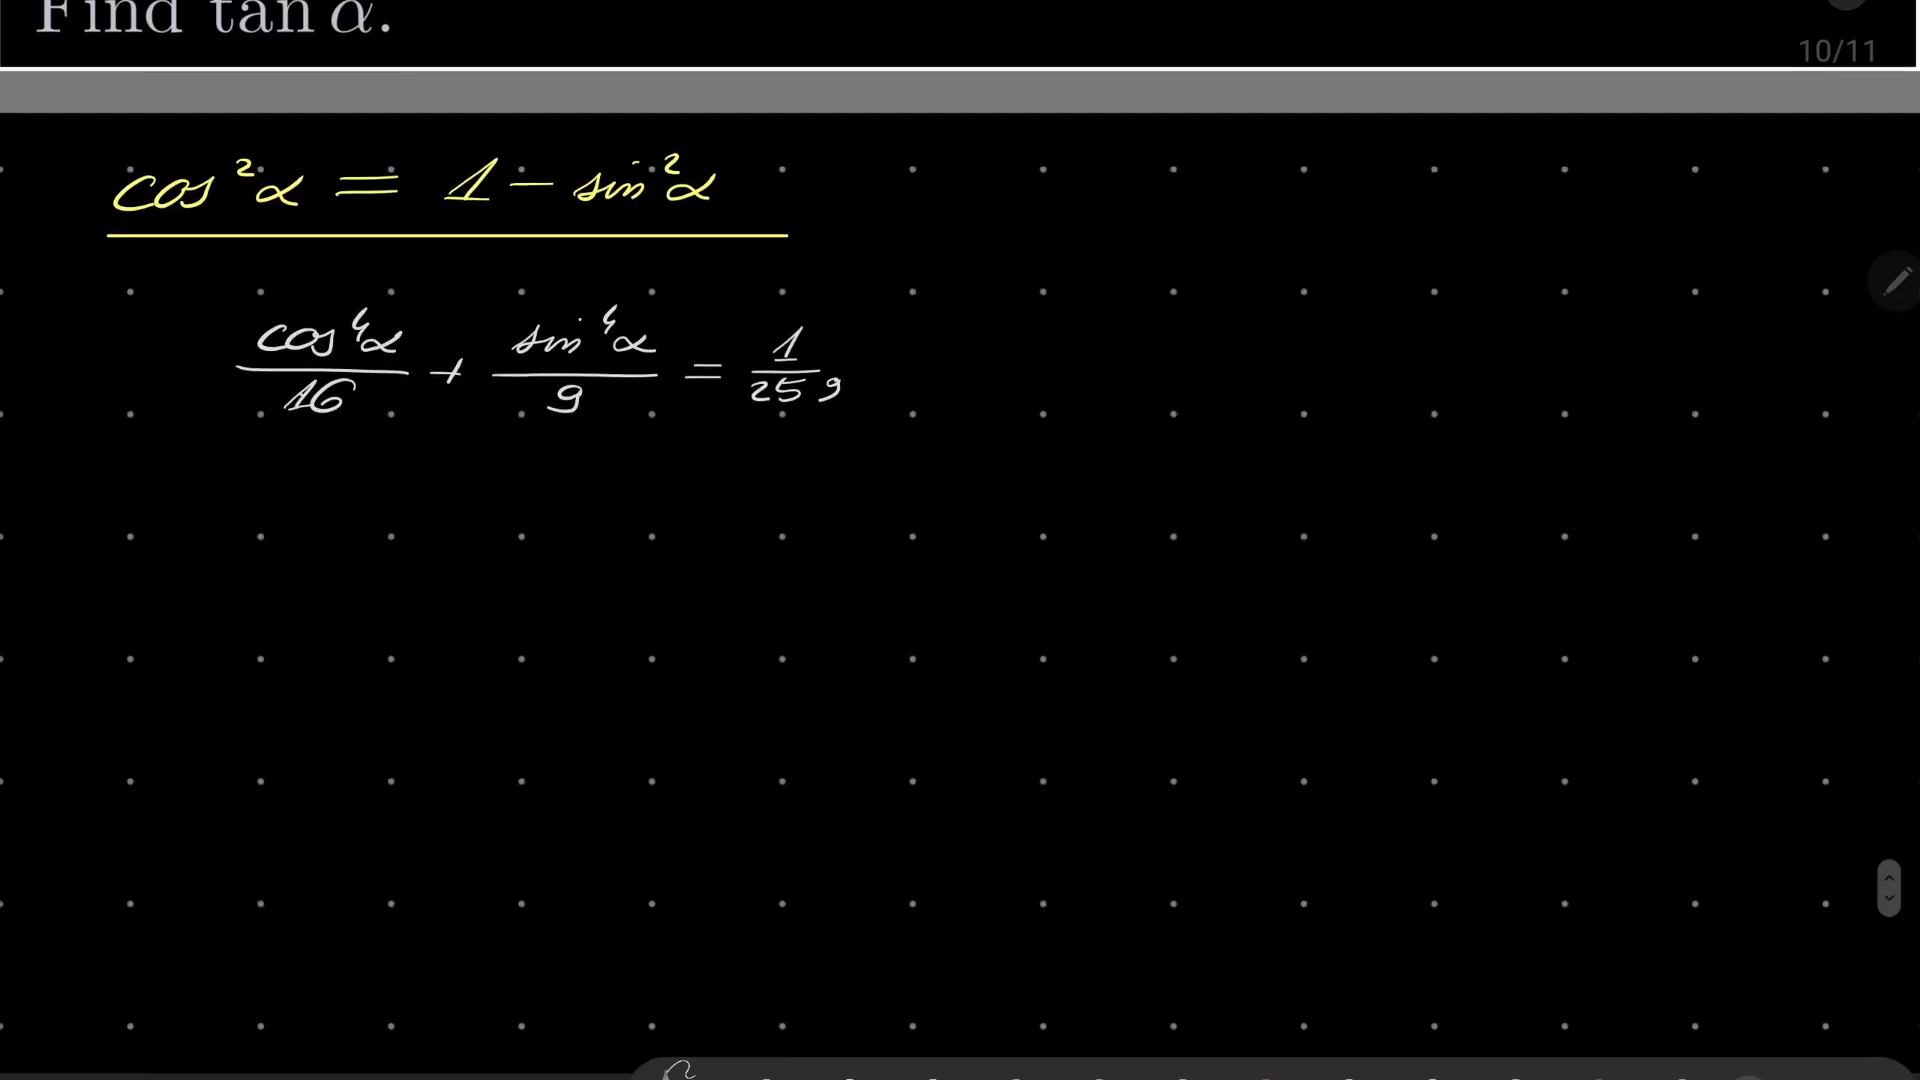 Find tan α.
10/11
cos²α = 1 - sin²α
cos⁴α/16 + sin⁴α/9 = 1/25,